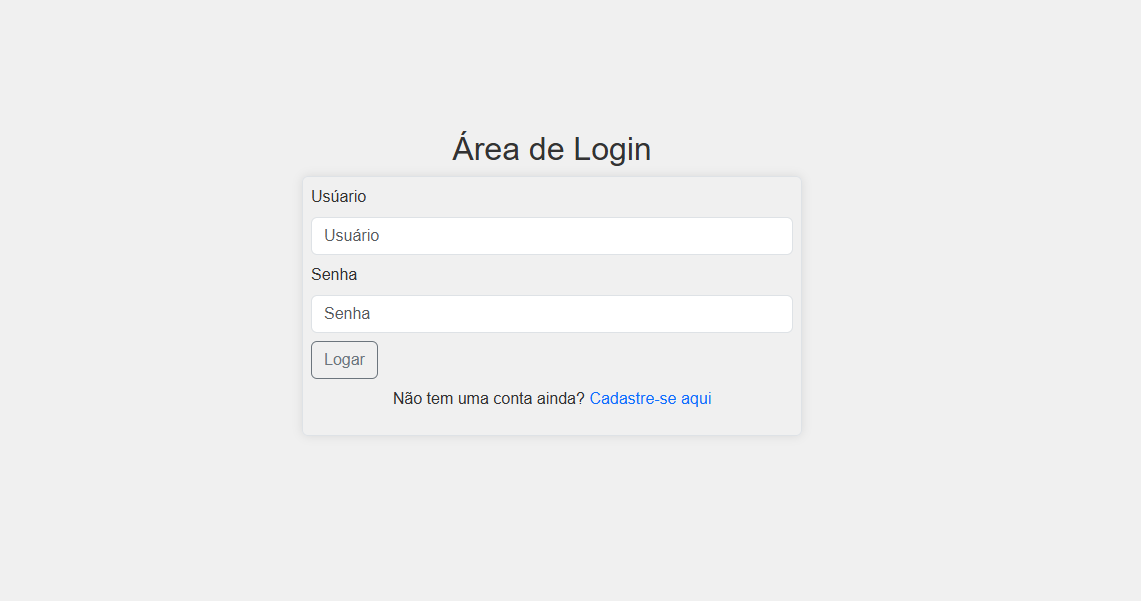 Área de Login
Usúario
Usuário
Senha
Senha
Logar
Não tem uma conta ainda? Cadastre-se aqui